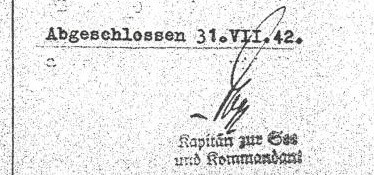 Abgeschlossen 31.VII.42.
Kapitän zur See
und Kommandant